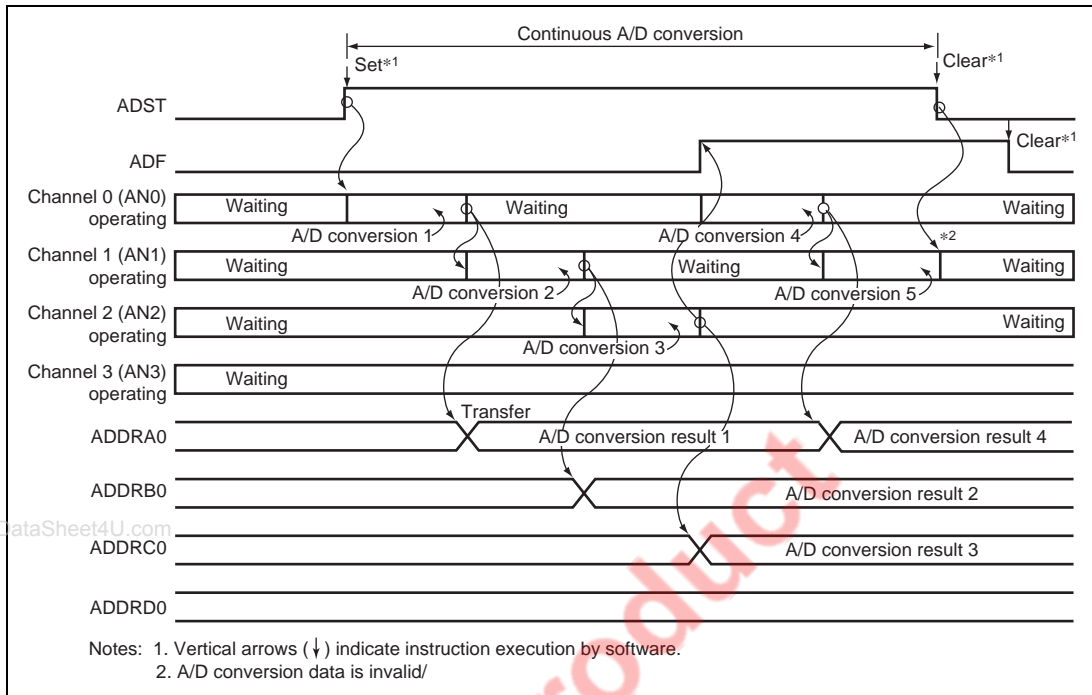 Continuous A/D conversion
Set*1
Clear*1
ADST
Clear*1
ADF
Channel 0 (AN0)
operating
Waiting
Waiting
Waiting
A/D conversion 1
A/D conversion 4
*2
Channel 1 (AN1)
operating
Waiting
Waiting
Waiting
A/D conversion 2
A/D conversion 5
Channel 2 (AN2)
operating
Waiting
Waiting
A/D conversion 3
Channel 3 (AN3)
operating
Waiting
Transfer
ADDRA0
A/D conversion result 1
A/D conversion result 4
ADDRB0
A/D conversion result 2
DataSheet4U.com
ADDRC0
A/D conversion result 3
ADDRD0
Notes: 1. Vertical arrows (↓) indicate instruction execution by software.
2. A/D conversion data is invalid/
roduct